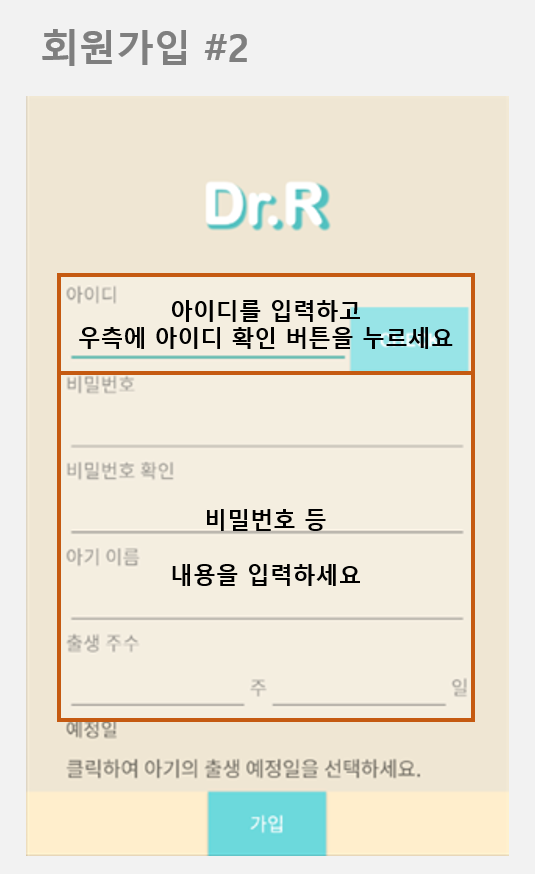 회원가입 #2
Dr.R
아이디
아이디를 입력하고
우측에 아이디 확인 버튼을 누르세요
비밀번호
비밀번호 확인
비밀번호 등
아기 이름
내용을 입력하세요
출생 주수
주 일
예정일
클릭하여 아기의 출생 예정일을 선택하세요.
가입